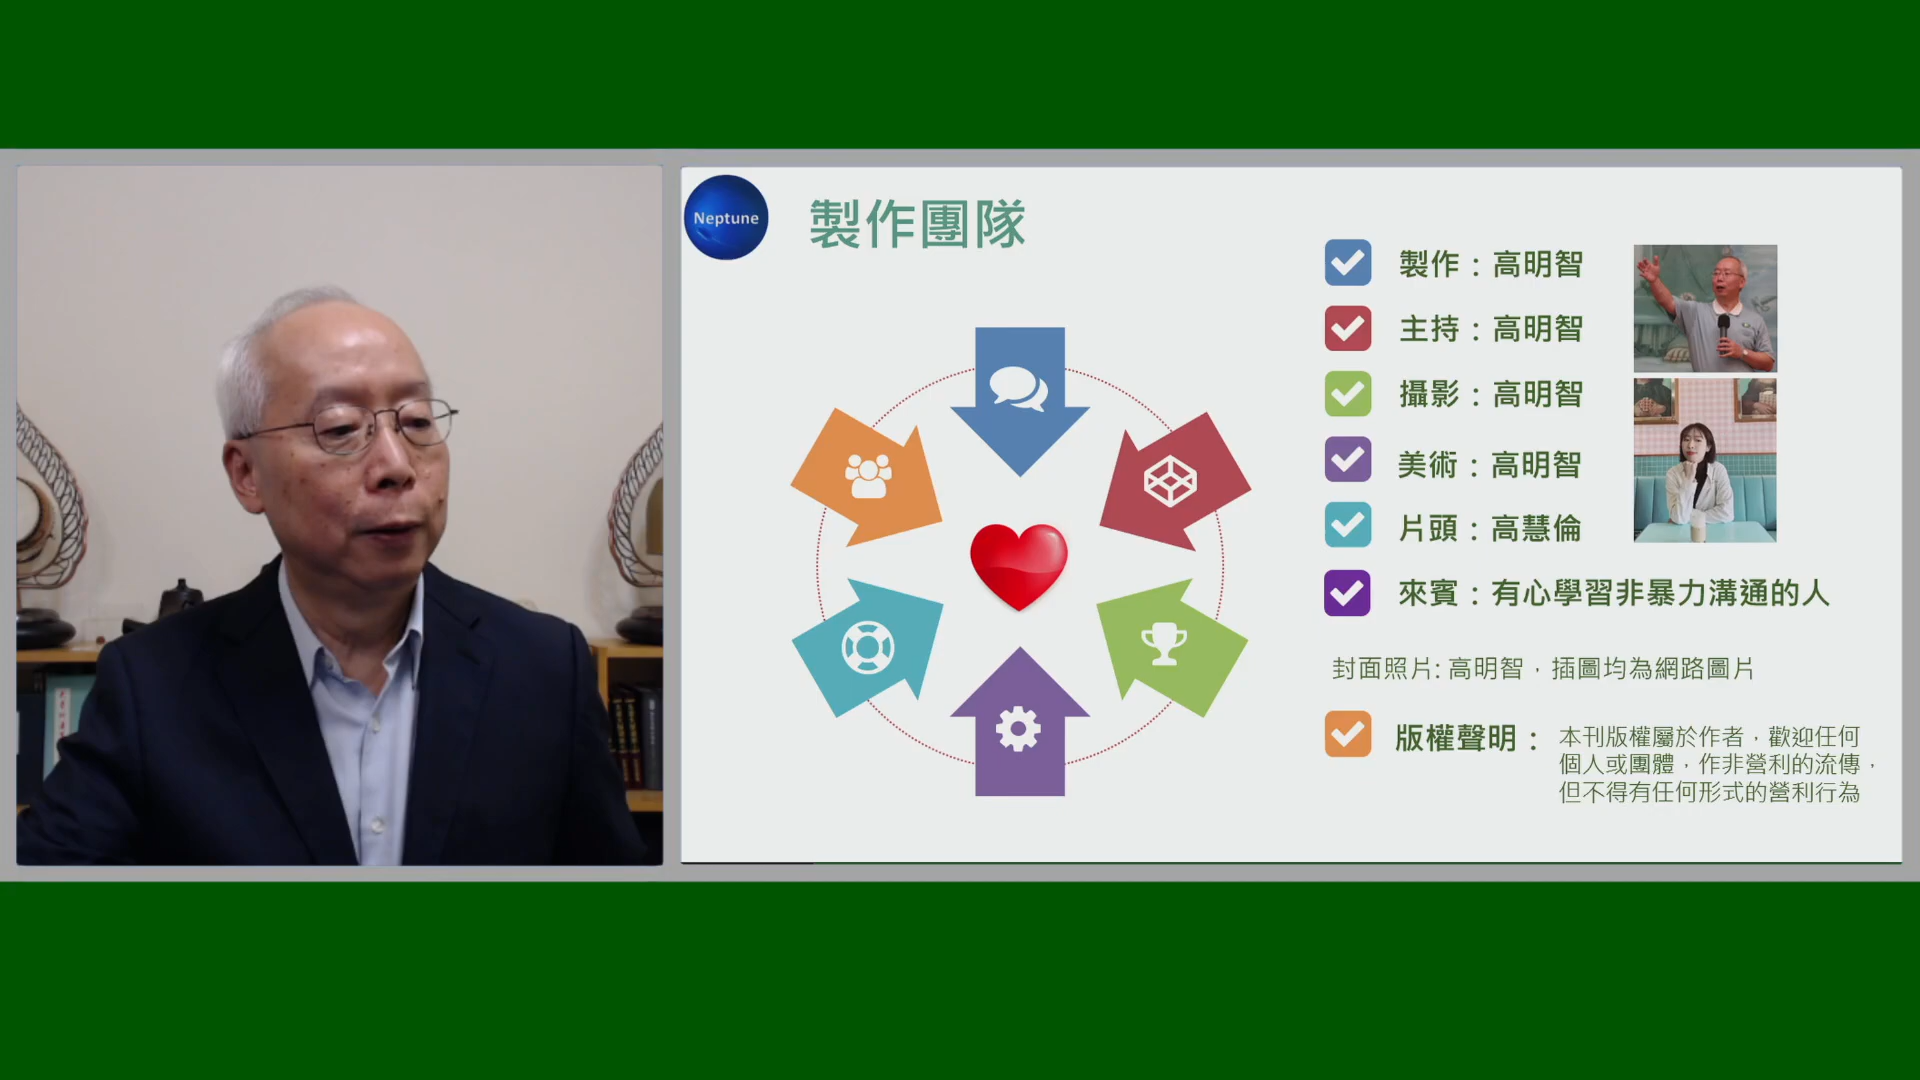 Neptune
製作團隊
製作：高明智
主持：高明智
攝影：高明智
美術：高明智
片頭：高慧倫
來賓：有心學習非暴力溝通的人
封面照片: 高明智，插圖均為網路圖片
版權聲明：
本刊版權屬於作者，歡迎任何
個人或團體，作非營利的流傳，
但不得有任何形式的營利行為